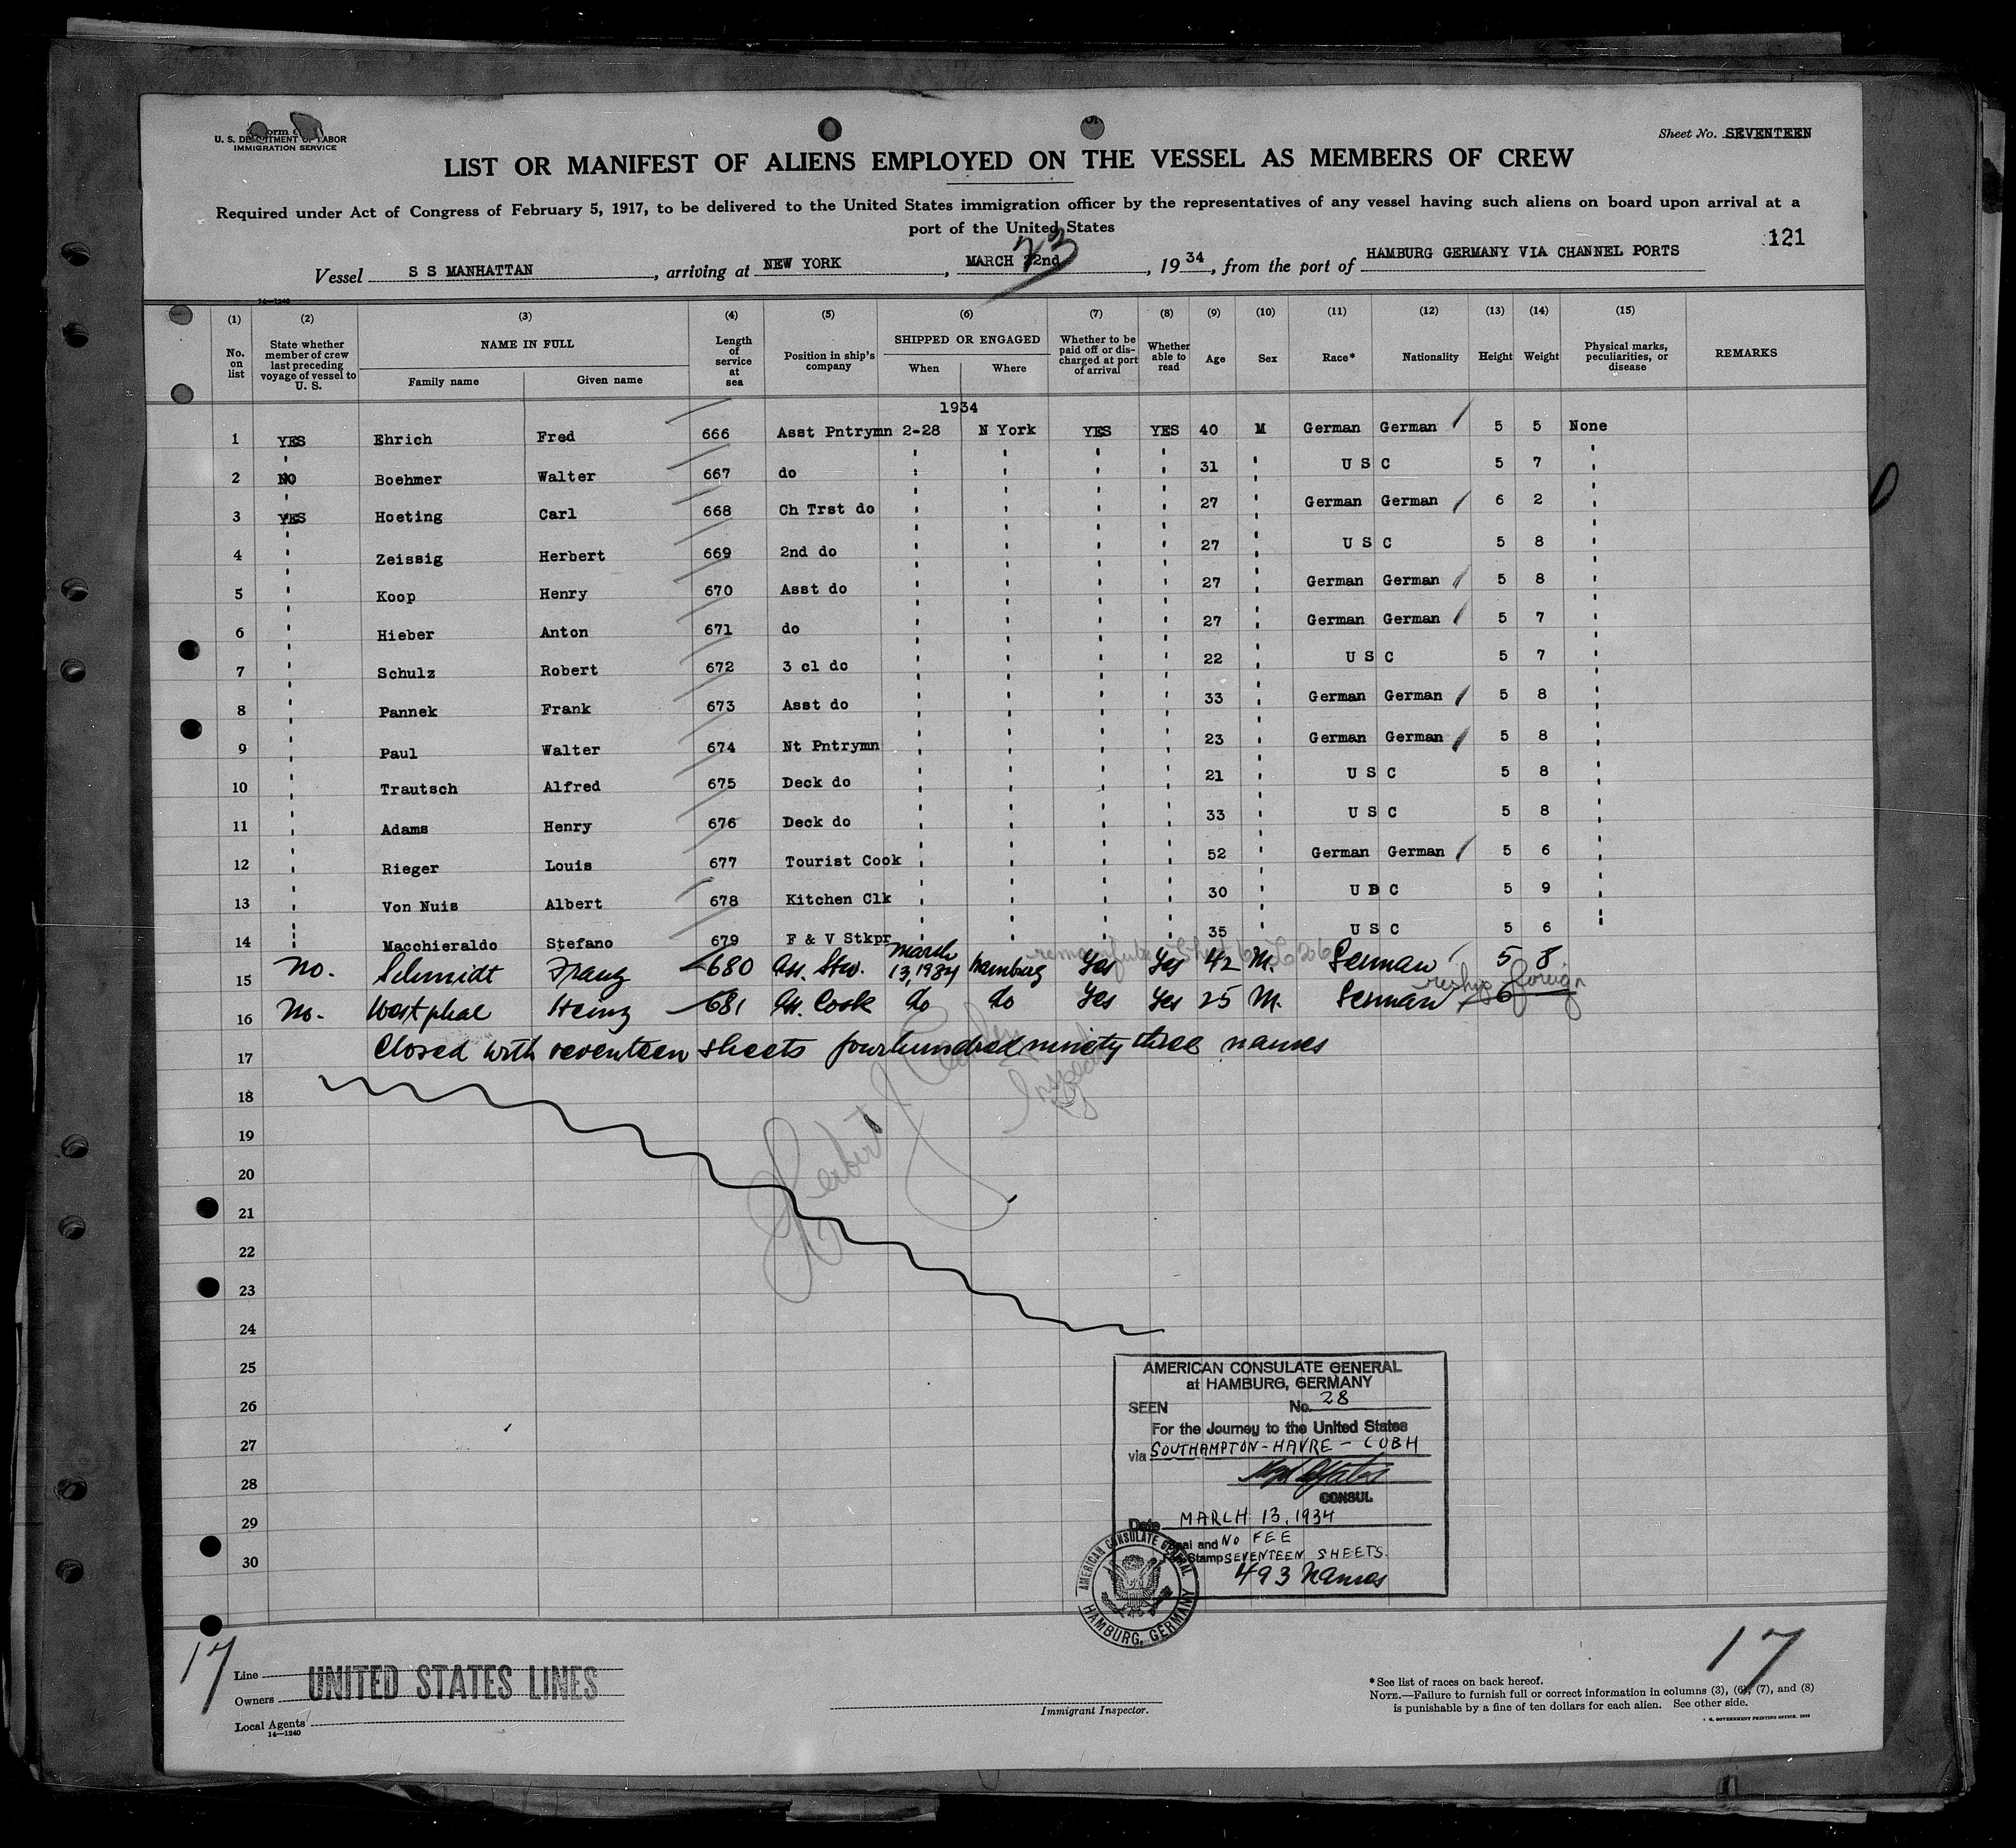 U. S. DEPARTMENT OF LABOR
IMMIGRATION SERVICE
Sheet No. SEVENTEEN
LIST OR MANIFEST OF ALIENS EMPLOYED ON THE VESSEL AS MEMBERS OF CREW
Required under Act of Congress of February 5, 1917, to be delivered to the United States immigration officer by the representatives of any vessel having such aliens on board upon arrival at a
port of the United States
121
Vessel S S MANHATTAN, arriving at NEW YORK, MARCH 22nd 23, 1934, from the port of HAMBURG GERMANY VIA CHANNEL PORTS
14—1240
(1) (2) (3) (4) (5) (6) (7) (8) (9) (10) (11) (12) (13) (14) (15)
No. on list State whether member of crew last preceding voyage of vessel to U. S. NAME IN FULL Family name Given name Length of service at sea Position in ship's company SHIPPED OR ENGAGED When Where Whether to be paid off or discharged at port of arrival Whether able to read Age Sex Race* Nationality Height Weight Physical marks, peculiarities, or disease REMARKS
1934
1 YES Ehrich Fred 666 Asst Pntrymn 2-28 N York YES YES 40 M German German 5 5 None
2 NO Boehmer Walter 667 do " " " " 31 " U S C 5 7 "
3 YES Hoeting Carl 668 Ch Trst do " " " " 27 " German German 6 2 "
4 " Zeissig Herbert 669 2nd do " " " " 27 " U S C 5 8 "
5 " Koop Henry 670 Asst do " " " " 27 " German German 5 8 "
6 " Hieber Anton 671 do " " " " 27 " German German 5 7 "
7 " Schulz Robert 672 3 cl do " " " " 22 " U S C 5 7 "
8 " Pannek Frank 673 Asst do " " " " 33 " German German 5 8 "
9 " Paul Walter 674 Nt Pntrymn " " " " 23 " German German 5 8 "
10 " Trautsch Alfred 675 Deck do " " " " 21 " U S C 5 8 "
11 " Adams Henry 676 Deck do " " " " 33 " U S C 5 8 "
12 " Rieger Louis 677 Tourist Cook " " " " 52 " German German 5 6 "
13 " Von Nuis Albert 678 Kitchen Clk " " " " 30 " U S C 5 9 "
14 " Macchieraldo Stefano 679 F & V Stkpr " " " " 35 " U S C 5 6
15 no. Schmidt Franz 680 Ass. Stw. March 13, 1934 Hamburg Yes Yes 42 M. German 5 8
reship foreign
16 No. Westphal Heinz 681 Ass. Cook do do Yes Yes 25 M. German 6
17 Closed with seventeen sheets fourhundred ninety three names
18
19
20
21
22
23
24
25
26
27
28
29
30
Herbert J
Inspector
AMERICAN CONSULATE GENERAL
at HAMBURG, GERMANY
SEEN No. 28
For the Journey to the United States
via SOUTHAMPTON-HAVRE-COBH
CONSUL
Date MARCH 13, 1934
Seal and NO FEE
Fee Stamp SEVENTEEN SHEETS.
493 names
AMERICAN CONSULATE GENERAL HAMBURG, GERMANY
17
17
Line UNITED STATES LINES
Owners
Local Agents
14—1240
Immigrant Inspector.
*See list of races on back hereof.
NOTE.—Failure to furnish full or correct information in columns (3), (6), (7), and (8)
is punishable by a fine of ten dollars for each alien. See other side.